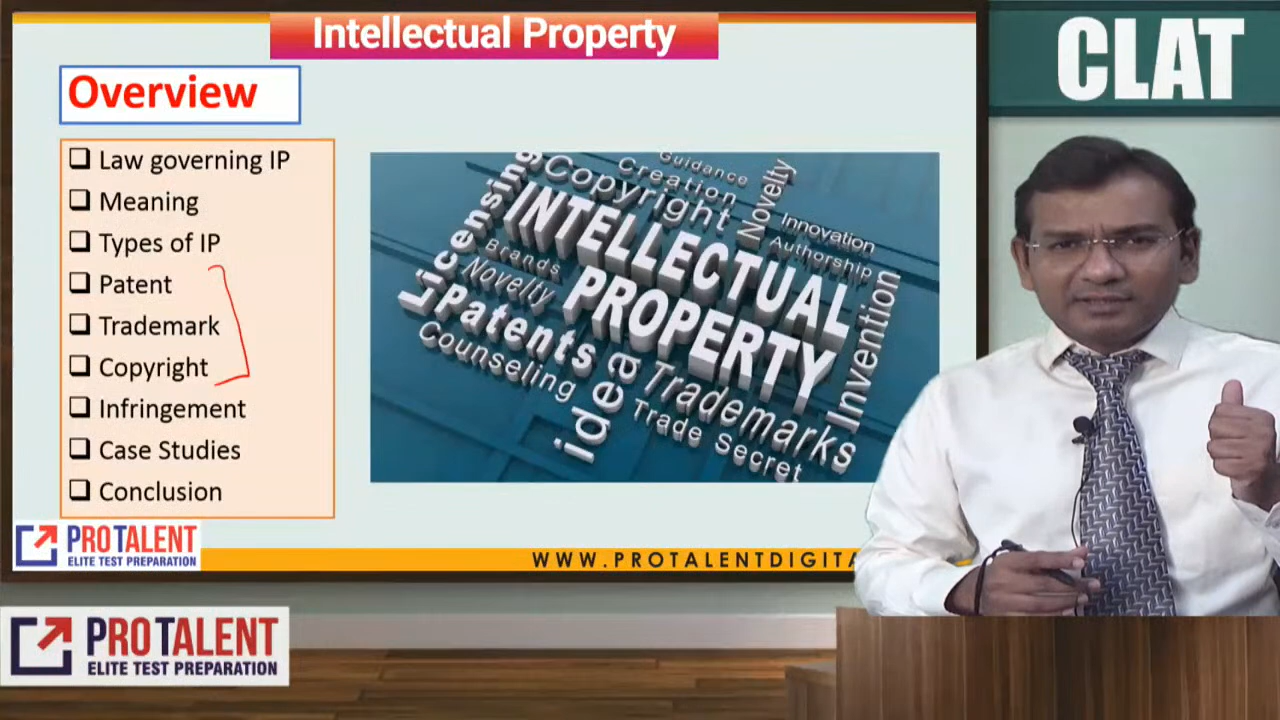 Intellectual Property
CLAT
Overview
Law governing IP
Meaning
Types of IP
Patent
Trademark
Copyright
Infringement
Case Studies
Conclusion
Guidance
Creation
Copyright
Novelty
Licensing
INTELLECTUAL
Innovation
Authorship
Brands
Novelty
PROPERTY
Patents
Invention
Counseling
idea
Trademarks
Trade Secret
PROTALENT
ELITE TEST PREPARATION
WWW.PROTALENTDIGITA
PROTALENT
ELITE TEST PREPARATION